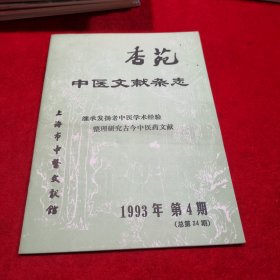 杏苑
中医文献杂志
继承发扬老中医学术经验
整理研究古今中医药文献
上海市中医文献馆
1993年 第4期
(总第34期)